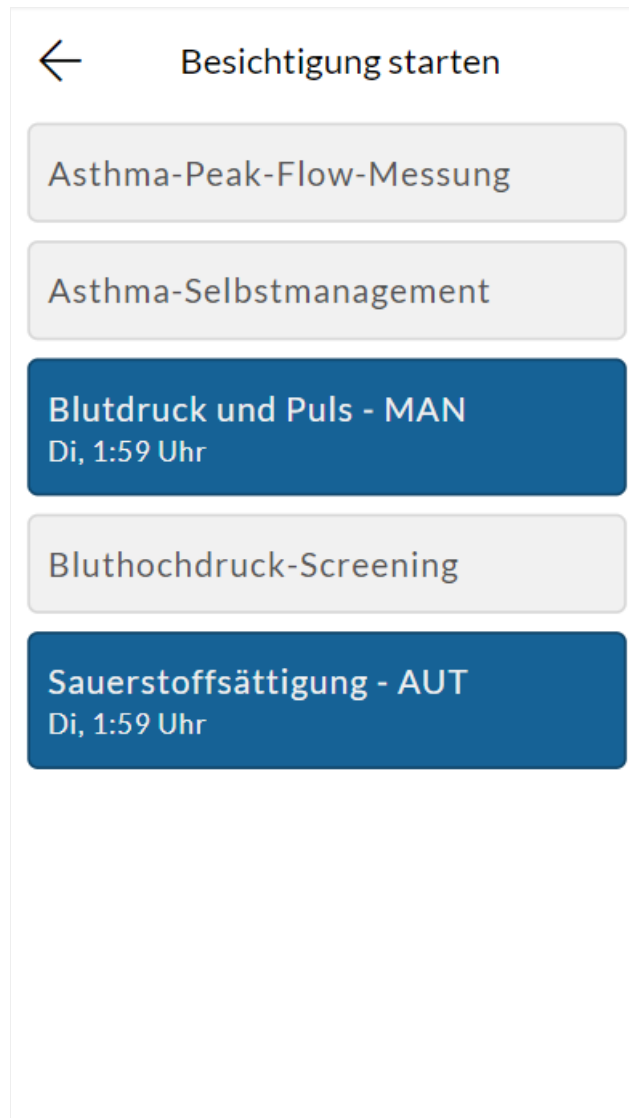 Besichtigung starten
Asthma-Peak-Flow-Messung
Asthma-Selbstmanagement
Blutdruck und Puls - MAN
Di, 1:59 Uhr
Bluthochdruck-Screening
Sauerstoffsättigung - AUT
Di, 1:59 Uhr